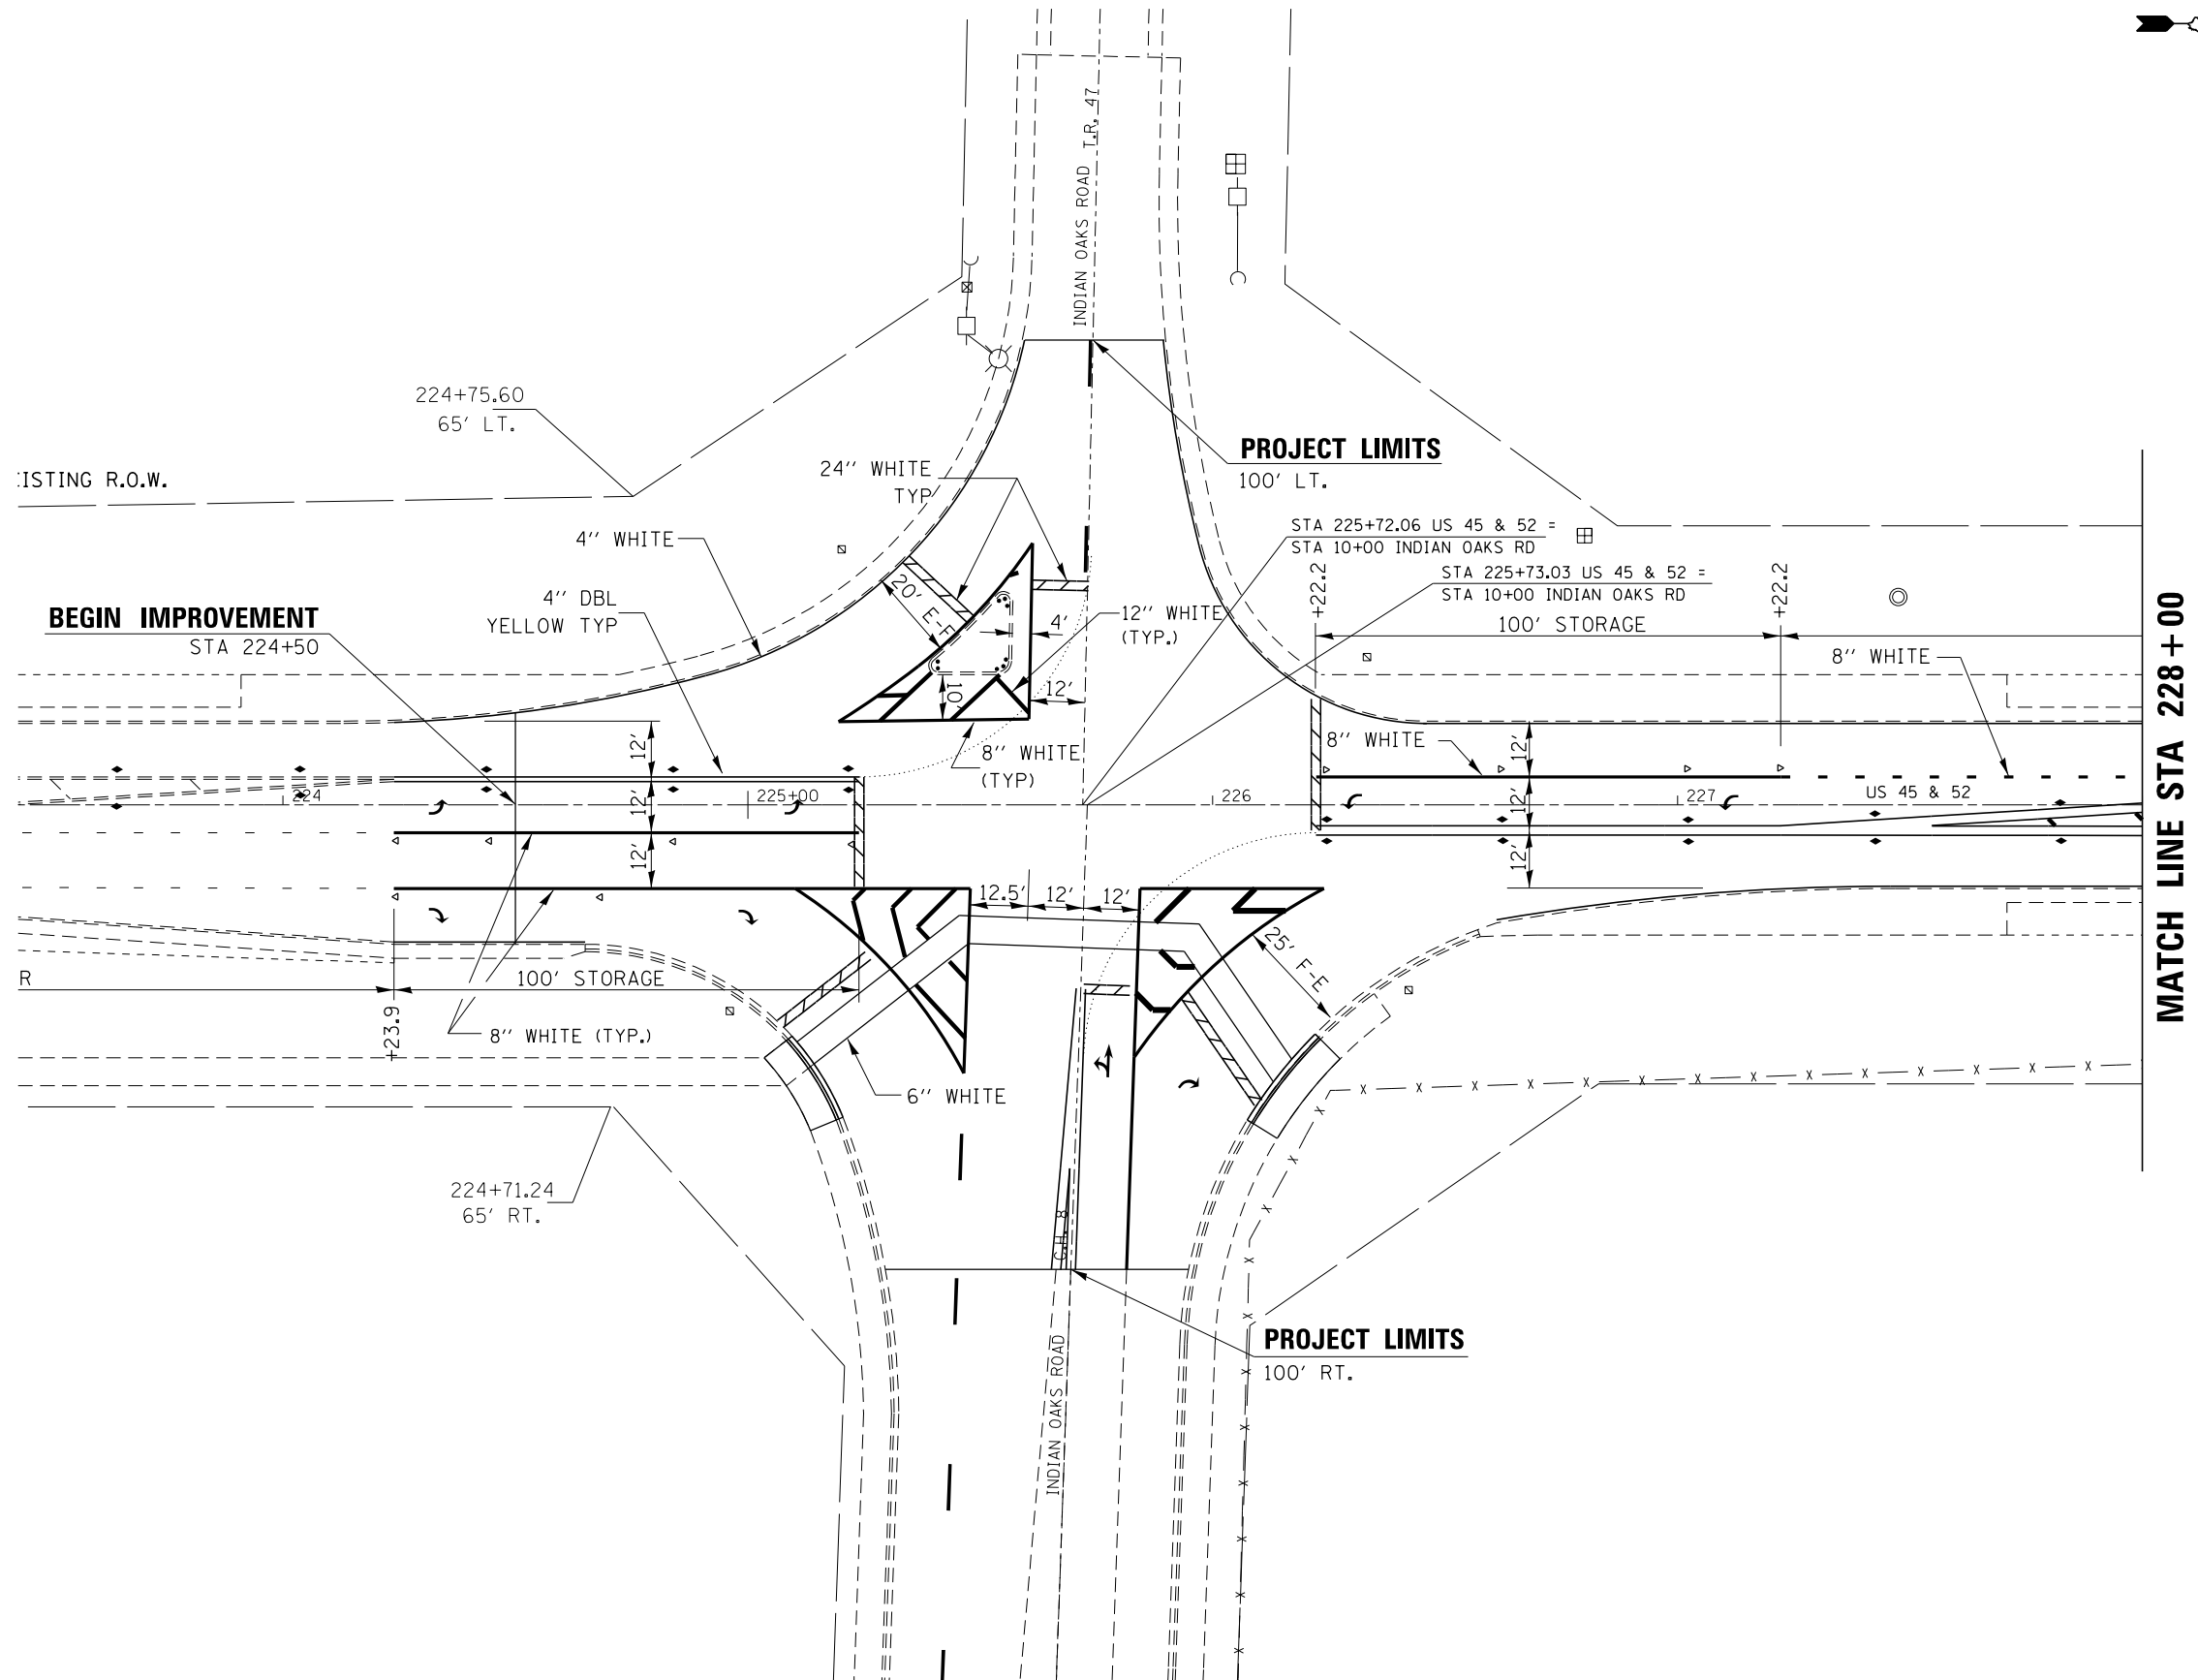 INDIAN OAKS ROAD T.R. 47
224+75.60
65' LT.
:ISTING R.O.W.
24'' WHITE
TYP
PROJECT LIMITS
100' LT.
4'' WHITE
STA 225+72.06 US 45 & 52 =
STA 10+00 INDIAN OAKS RD
STA 225+73.03 US 45 & 52 =
STA 10+00 INDIAN OAKS RD
BEGIN IMPROVEMENT
STA 224+50
4'' DBL
YELLOW TYP
20' E-F
4'
12'' WHITE
(TYP.)
+22.2
+22.2
100' STORAGE
8'' WHITE
10'
12'
8'' WHITE
(TYP)
8'' WHITE
12'
12'
12'
12'
12'
12'
224
225+00
226
227
US 45 & 52
MATCH LINE STA 228+00
12.5'
12'
12'
25' F-E
R
100' STORAGE
+23.9
8'' WHITE (TYP.)
6'' WHITE
224+71.24
65' RT.
C.H. 8
PROJECT LIMITS
100' RT.
INDIAN OAKS ROAD